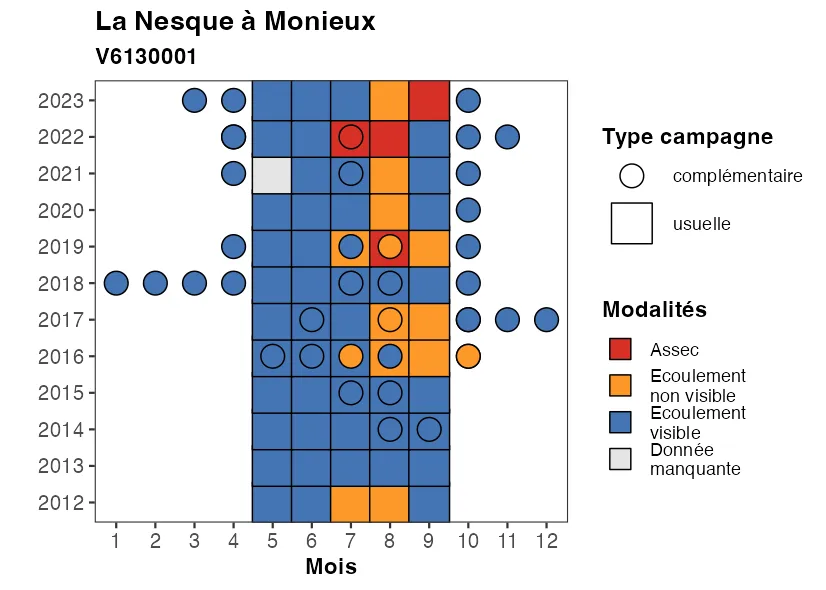 La Nesque à Monieux
V6130001
2023
2022
2021
2020
2019
2018
2017
2016
2015
2014
2013
2012
1 2 3 4 5 6 7 8 9 10 11 12
Mois
Type campagne
complémentaire
usuelle
Modalités
Assec
Ecoulement
non visible
Ecoulement
visible
Donnée
manquante